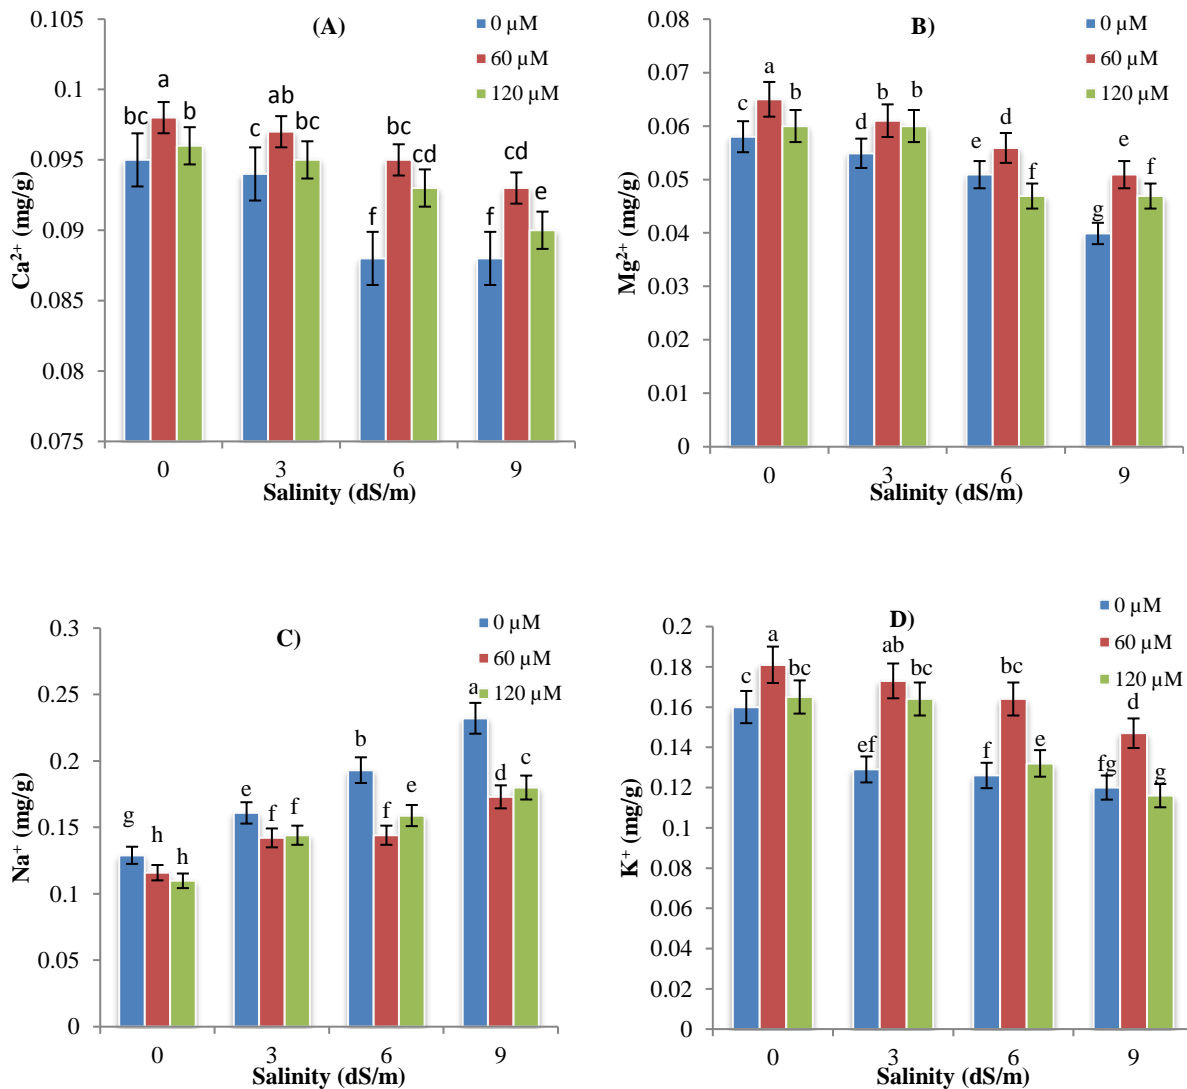 (A)
0 µM
60 µM
120 µM
0.105
0.1
0.095
0.09
0.085
0.08
0.075
Ca²⁺ (mg/g)
bc a b
c ab bc
f bc cd
f cd e
0 3 6 9
Salinity (dS/m)
B)
0 µM
60 µM
120 µM
0.08
0.07
0.06
0.05
0.04
0.03
0.02
0.01
0
Mg²⁺ (mg/g)
c a b
d b b
e d f
g e f
0 3 6 9
Salinity (dS/m)
C)
0 µM
60 µM
120 µM
0.3
0.25
0.2
0.15
0.1
0.05
0
Na⁺ (mg/g)
g h h
e f f
b f e
a d c
0 3 6 9
Salinity (dS/m)
D)
0 µM
60 µM
120 µM
0.2
0.18
0.16
0.14
0.12
0.1
0.08
0.06
0.04
0.02
0
K⁺ (mg/g)
c a bc
ef ab bc
f bc e
fg d g
0 3 6 9
Salinity (dS/m)